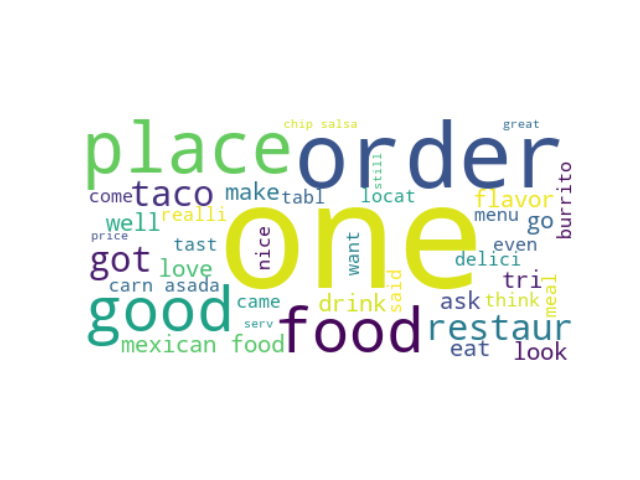 chip salsa
great
place
order
still
come
taco
make
tabl
locat
flavor
burrito
well
realli
one
menu
go
price
tast
nice
want
even
got
love
delici
carn asada
said
tri
meal
good
came
drink
ask
think
serv
food
restaur
mexican food
eat
look